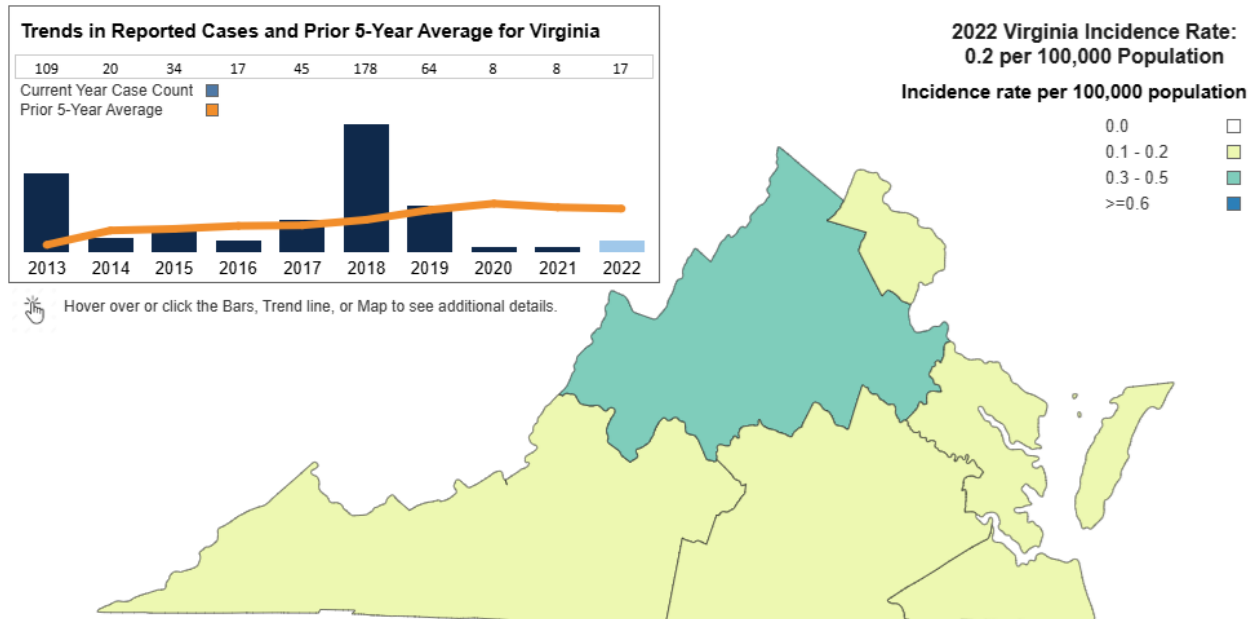 Trends in Reported Cases and Prior 5-Year Average for Virginia
109 20 34 17 45 178 64 8 8 17
Current Year Case Count
Prior 5-Year Average
2013 2014 2015 2016 2017 2018 2019 2020 2021 2022
Hover over or click the Bars, Trend line, or Map to see additional details.
2022 Virginia Incidence Rate:
0.2 per 100,000 Population
Incidence rate per 100,000 population
0.0
0.1 - 0.2
0.3 - 0.5
>=0.6